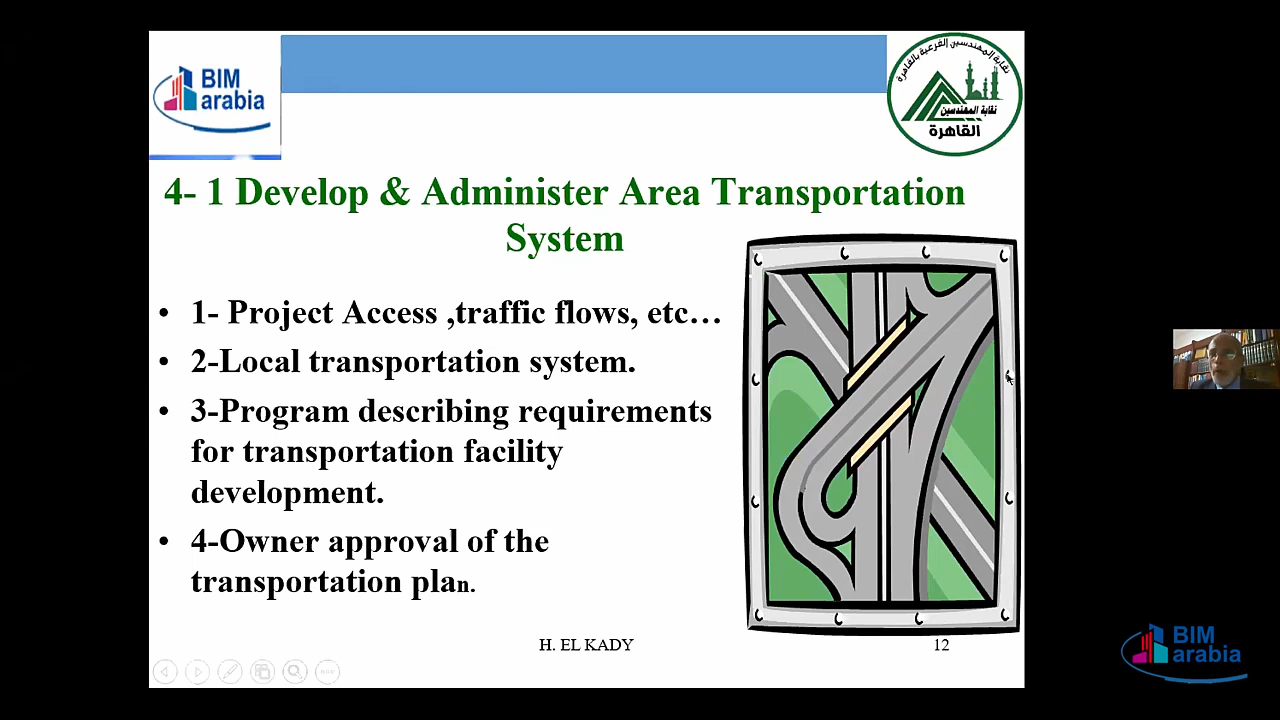 BIM
arabia
نقابة المهندسين الفرعية بالقاهرة
نقابة المهندسين
القاهرة
4- 1 Develop & Administer Area Transportation
System
• 1- Project Access ,traffic flows, etc…
• 2-Local transportation system.
• 3-Program describing requirements
for transportation facility
development.
• 4-Owner approval of the
transportation plan.
H. EL KADY
12
BIM
arabia